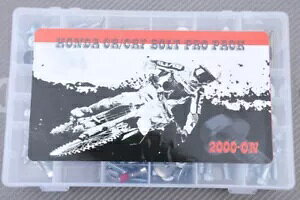 HONDA CR/CRF BOLT PRO PACK
2000-ON